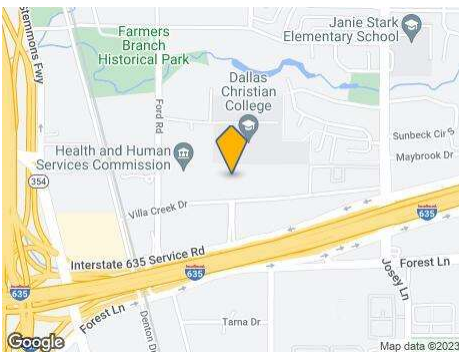 Stemmons Fwy
Farmers
Branch
Historical Park
Janie Stark
Elementary School
Ford Rd
Dallas
Christian
College
Sunbeck Cir S
Maybrook Dr
Health and Human
Services Commission
354
Villa Creek Dr
635
Interstate 635 Service Rd
635
Forest Ln
635
Josey Ln
Forest Ln
Denton Dr
Tarna Dr
Google
Map data ©2023